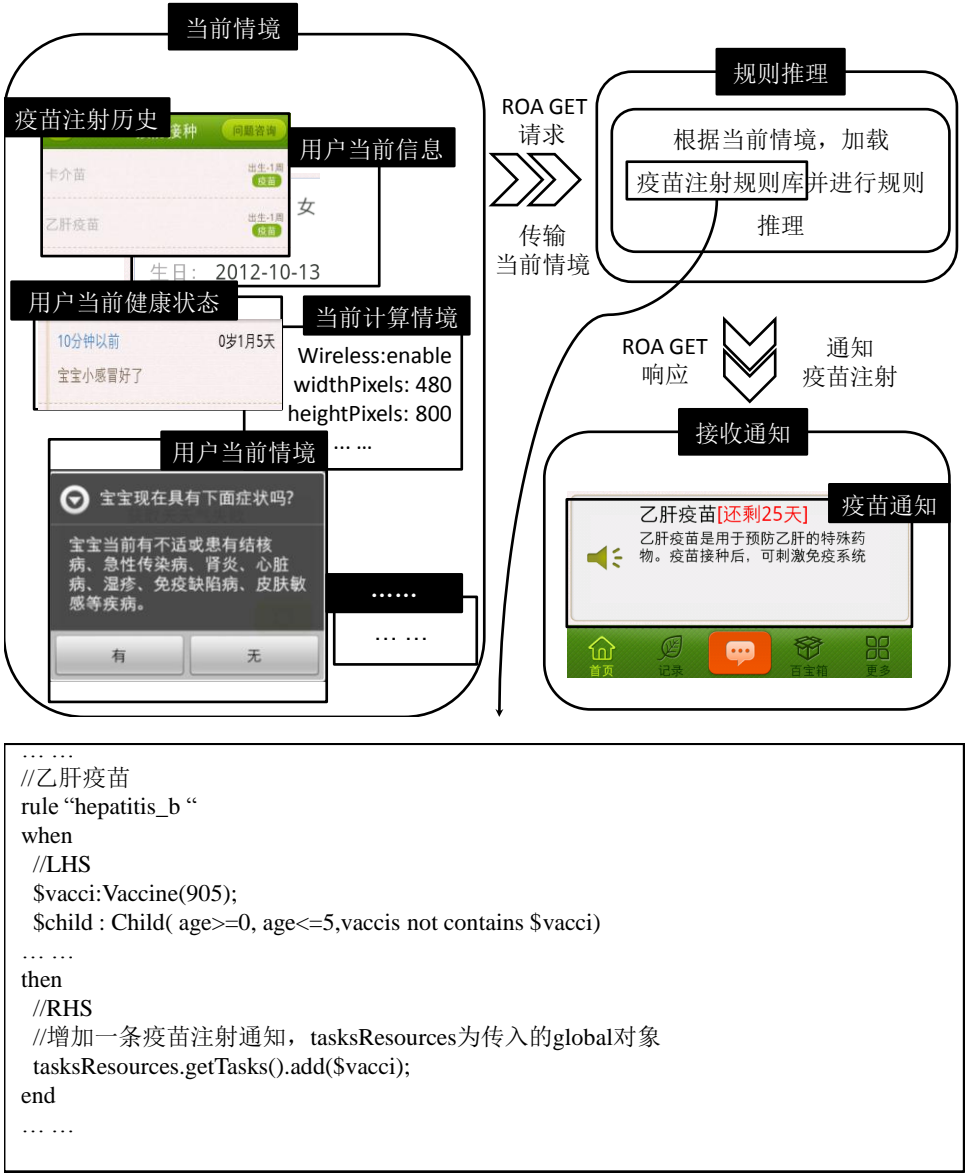 当前情境
疫苗注射历史
接种
问题咨询
卡介苗
出生-1周
疫苗
乙肝疫苗
出生-1周
疫苗
用户当前信息
女
生日: 2012-10-13
用户当前健康状态
10分钟以前
0岁1月5天
宝宝小感冒好了
当前计算情境
Wireless:enable
widthPixels: 480
heightPixels: 800
… …
用户当前情境
宝宝现在具有下面症状吗?
宝宝当前有不适或患有结核
病、急性传染病、肾炎、心脏
病、湿疹、免疫缺陷病、皮肤敏
感等疾病。
有
无
……
… …
ROA GET
请求
传输
当前情境
规则推理
根据当前情境，加载
疫苗注射规则库并进行规则
推理
ROA GET
响应
通知
疫苗注射
接收通知
疫苗通知
乙肝疫苗[还剩25天]
乙肝疫苗是用于预防乙肝的特殊药
物。疫苗接种后，可刺激免疫系统
首页
记录
百宝箱
更多
… …
//乙肝疫苗
rule “hepatitis_b “
when
//LHS
$vacci:Vaccine(905);
$child : Child( age>=0, age<=5,vaccis not contains $vacci)
… …
then
//RHS
//增加一条疫苗注射通知，tasksResources为传入的global对象
tasksResources.getTasks().add($vacci);
end
… …